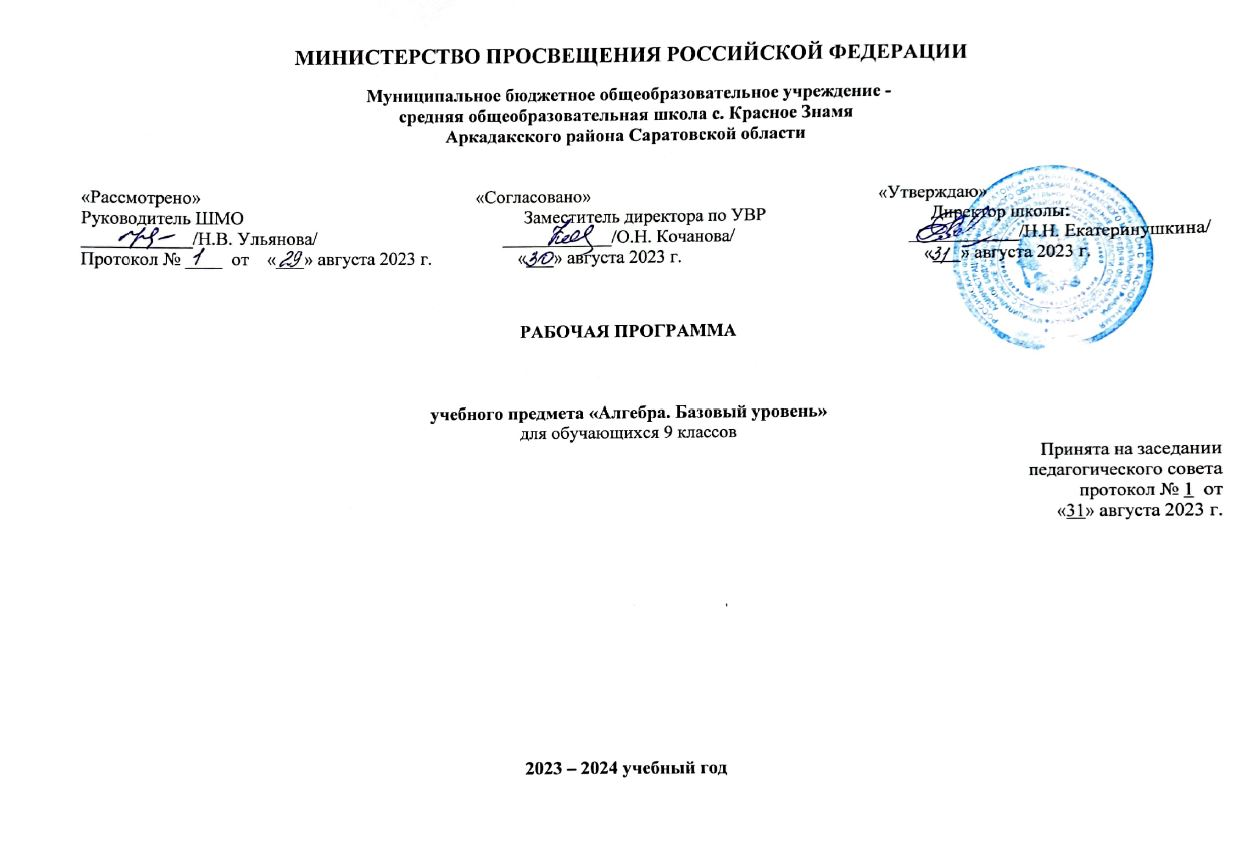 МИНИСТЕРСТВО ПРОСВЕЩЕНИЯ РОССИЙСКОЙ ФЕДЕРАЦИИ
Муниципальное бюджетное общеобразовательное учреждение -
средняя общеобразовательная школа с. Красное Знамя
Аркадакского района Саратовской области
«Рассмотрено»
Руководитель ШМО
/Н.В. Ульянова/
Протокол № 1 от «29» августа 2023 г.
«Согласовано»
Заместитель директора по УВР
/О.Н. Кочанова/
«30» августа 2023 г.
«Утверждаю»
Директор школы:
/Н.Н. Екатеринушкина/
«31» августа 2023 г.
РАБОЧАЯ ПРОГРАММА
учебного предмета «Алгебра. Базовый уровень»
для обучающихся 9 классов
Принята на заседании
педагогического совета
протокол № 1 от
«31» августа 2023 г.
2023 – 2024 учебный год